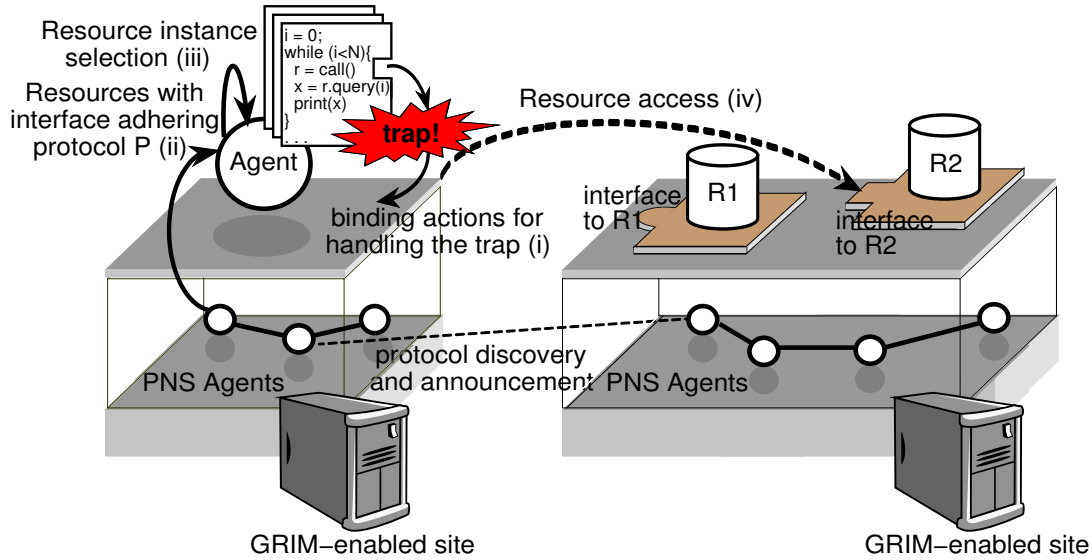 Resource instance
selection (iii)
Resources with
interface adhering
protocol P (ii)
i = 0;
while (i<N){
r = call()
x = r.query(i)
print(x)
}
. . .
trap!
Agent
Resource access (iv)
binding actions for
handling the trap (i)
interface
to R1
R1
R2
interface
to R2
protocol discovery
and announcement
PNS Agents
PNS Agents
GRIM−enabled site
GRIM−enabled site